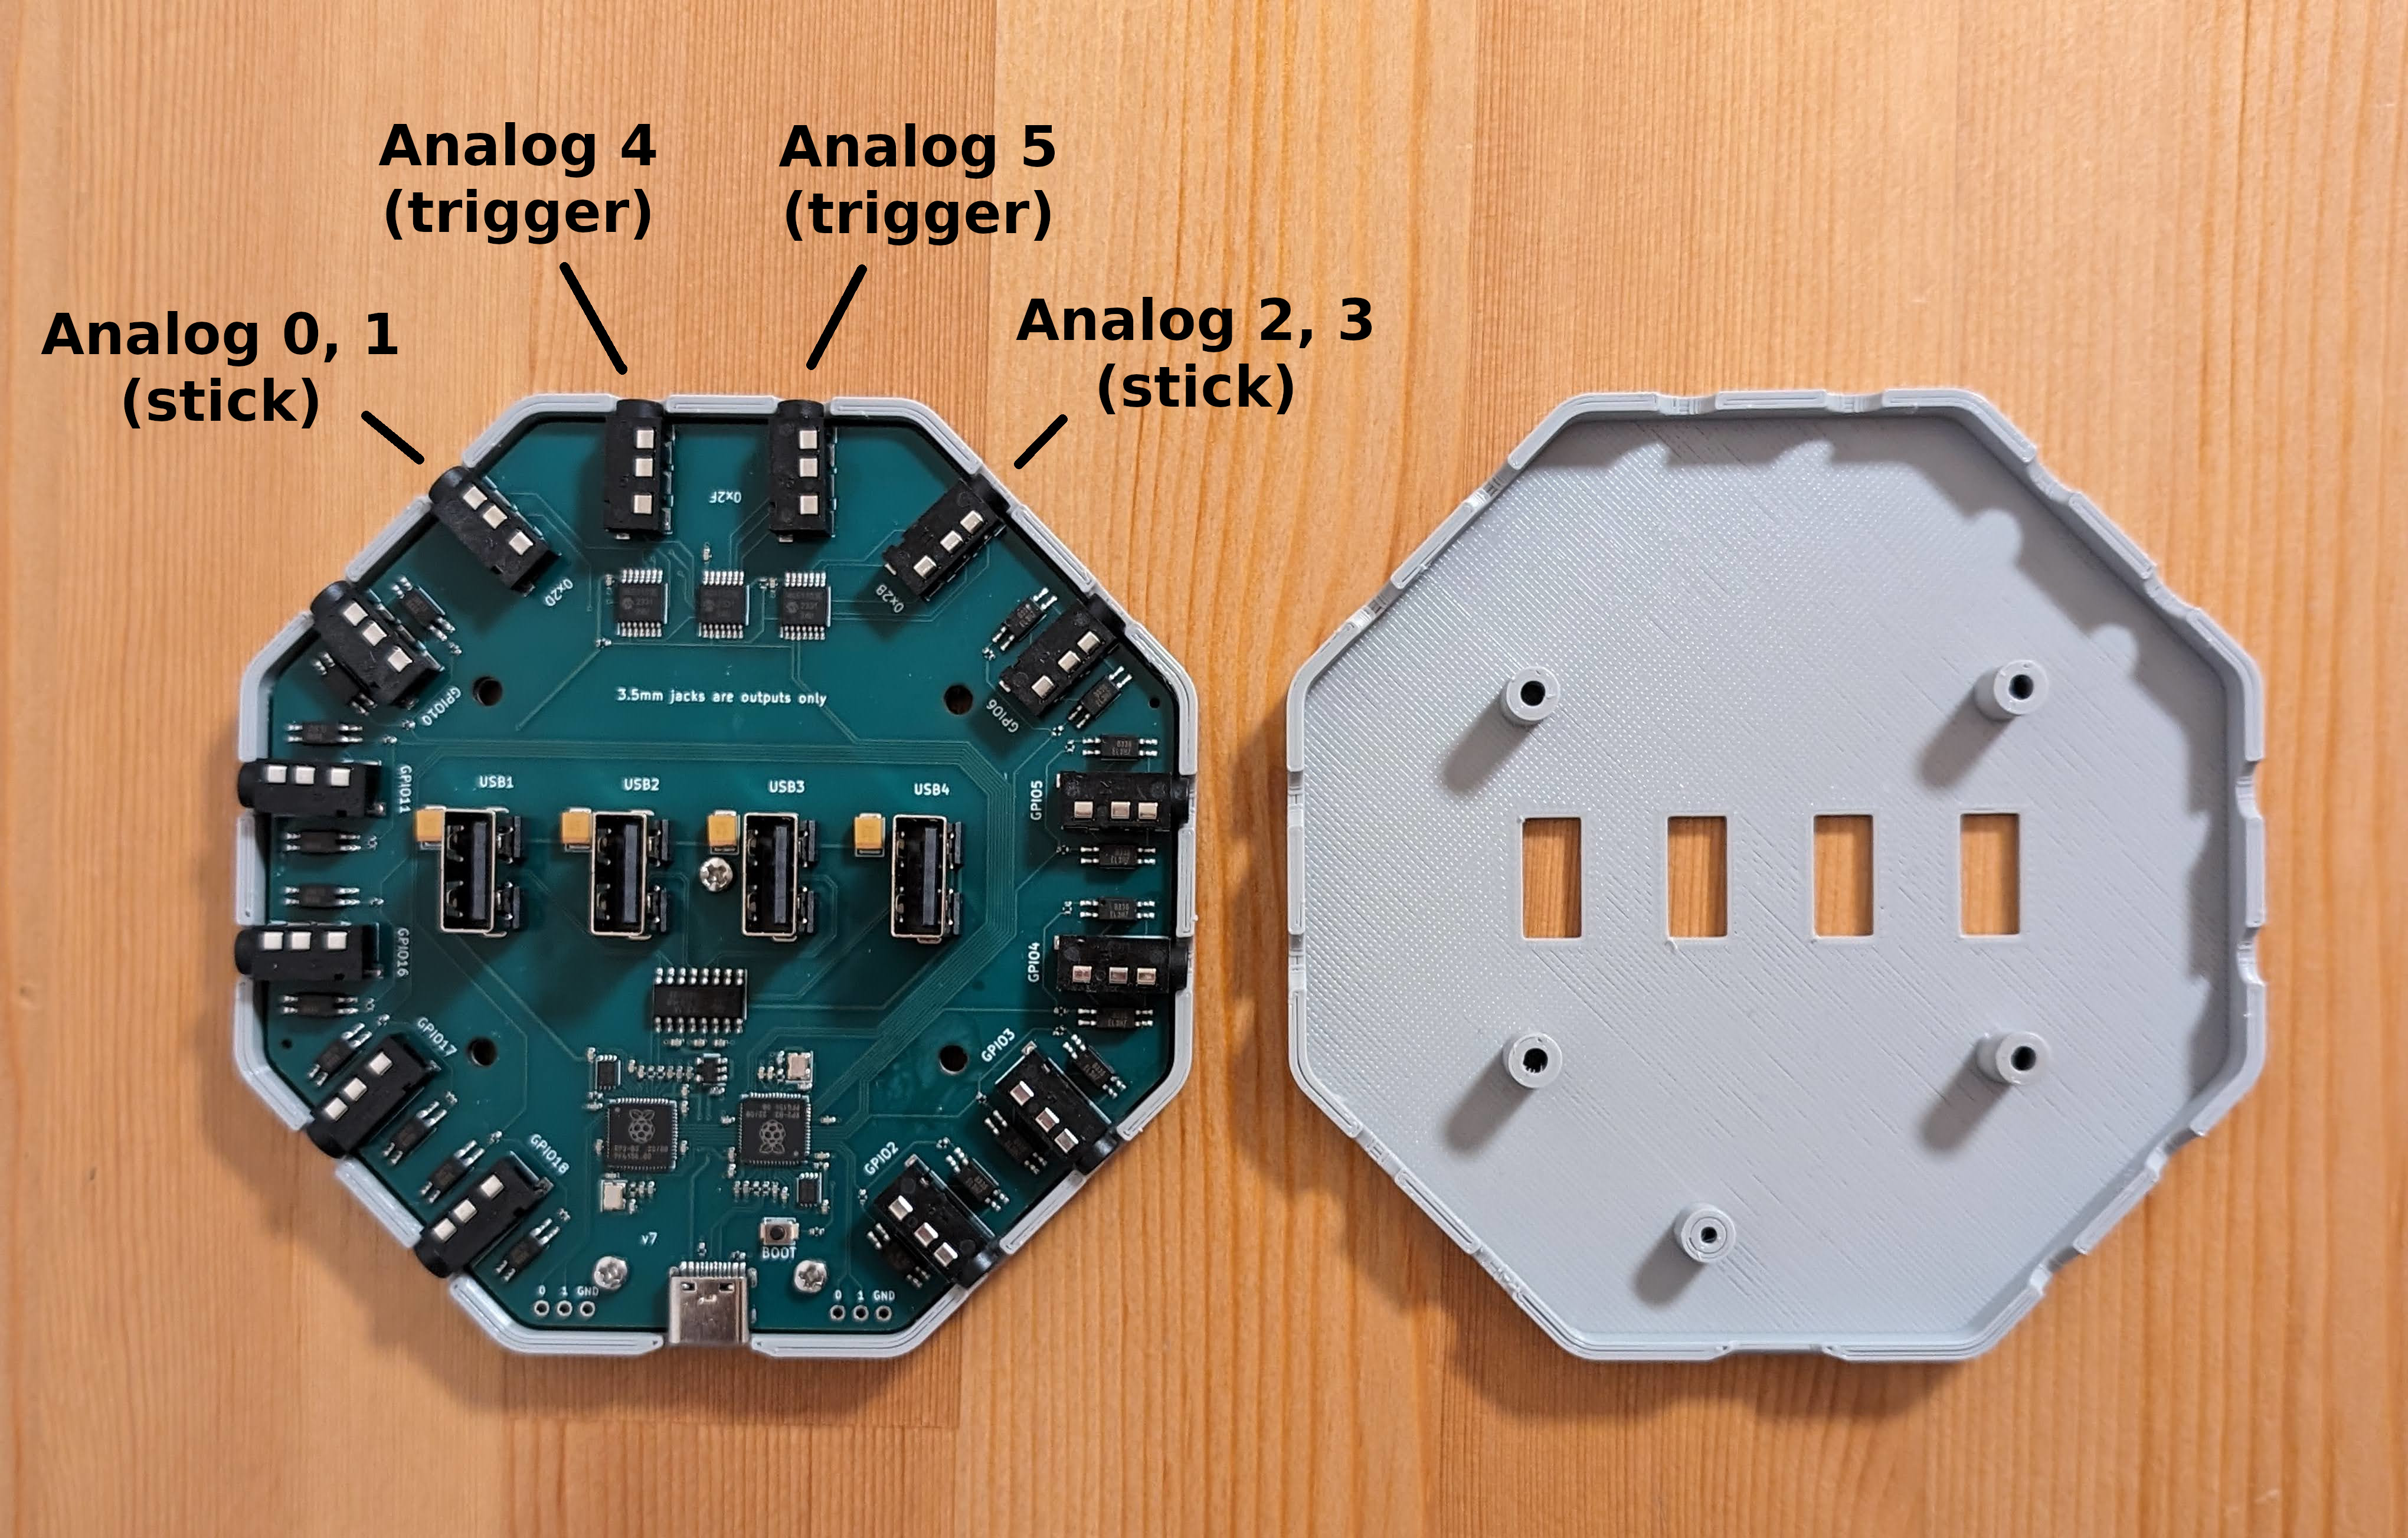 Analog 4
(trigger)
Analog 5
(trigger)
Analog 0, 1
(stick)
Analog 2, 3
(stick)
0x2F
0x2D
0x2B
GPIO10
GPIO6
3.5mm jacks are outputs only
GPIO11
USB1
USB2
USB3
USB4
GPIO5
GPIO16
GPIO4
GPIO17
GPIO3
GPIO18
GPIO2
v7
BOOT
0 1 GND
0 1 GND